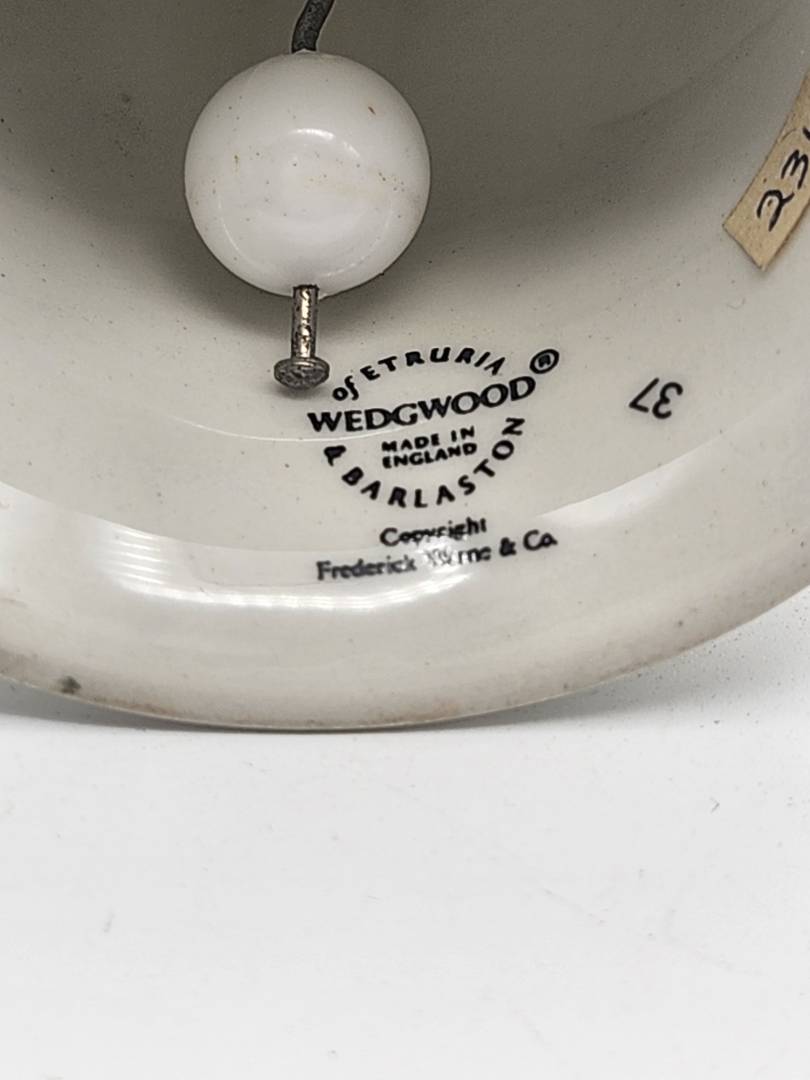 of ETRURIA ®
WEDGWOOD
MADE IN
ENGLAND
& BARLASTON
Copyright
Frederick & Co.
37